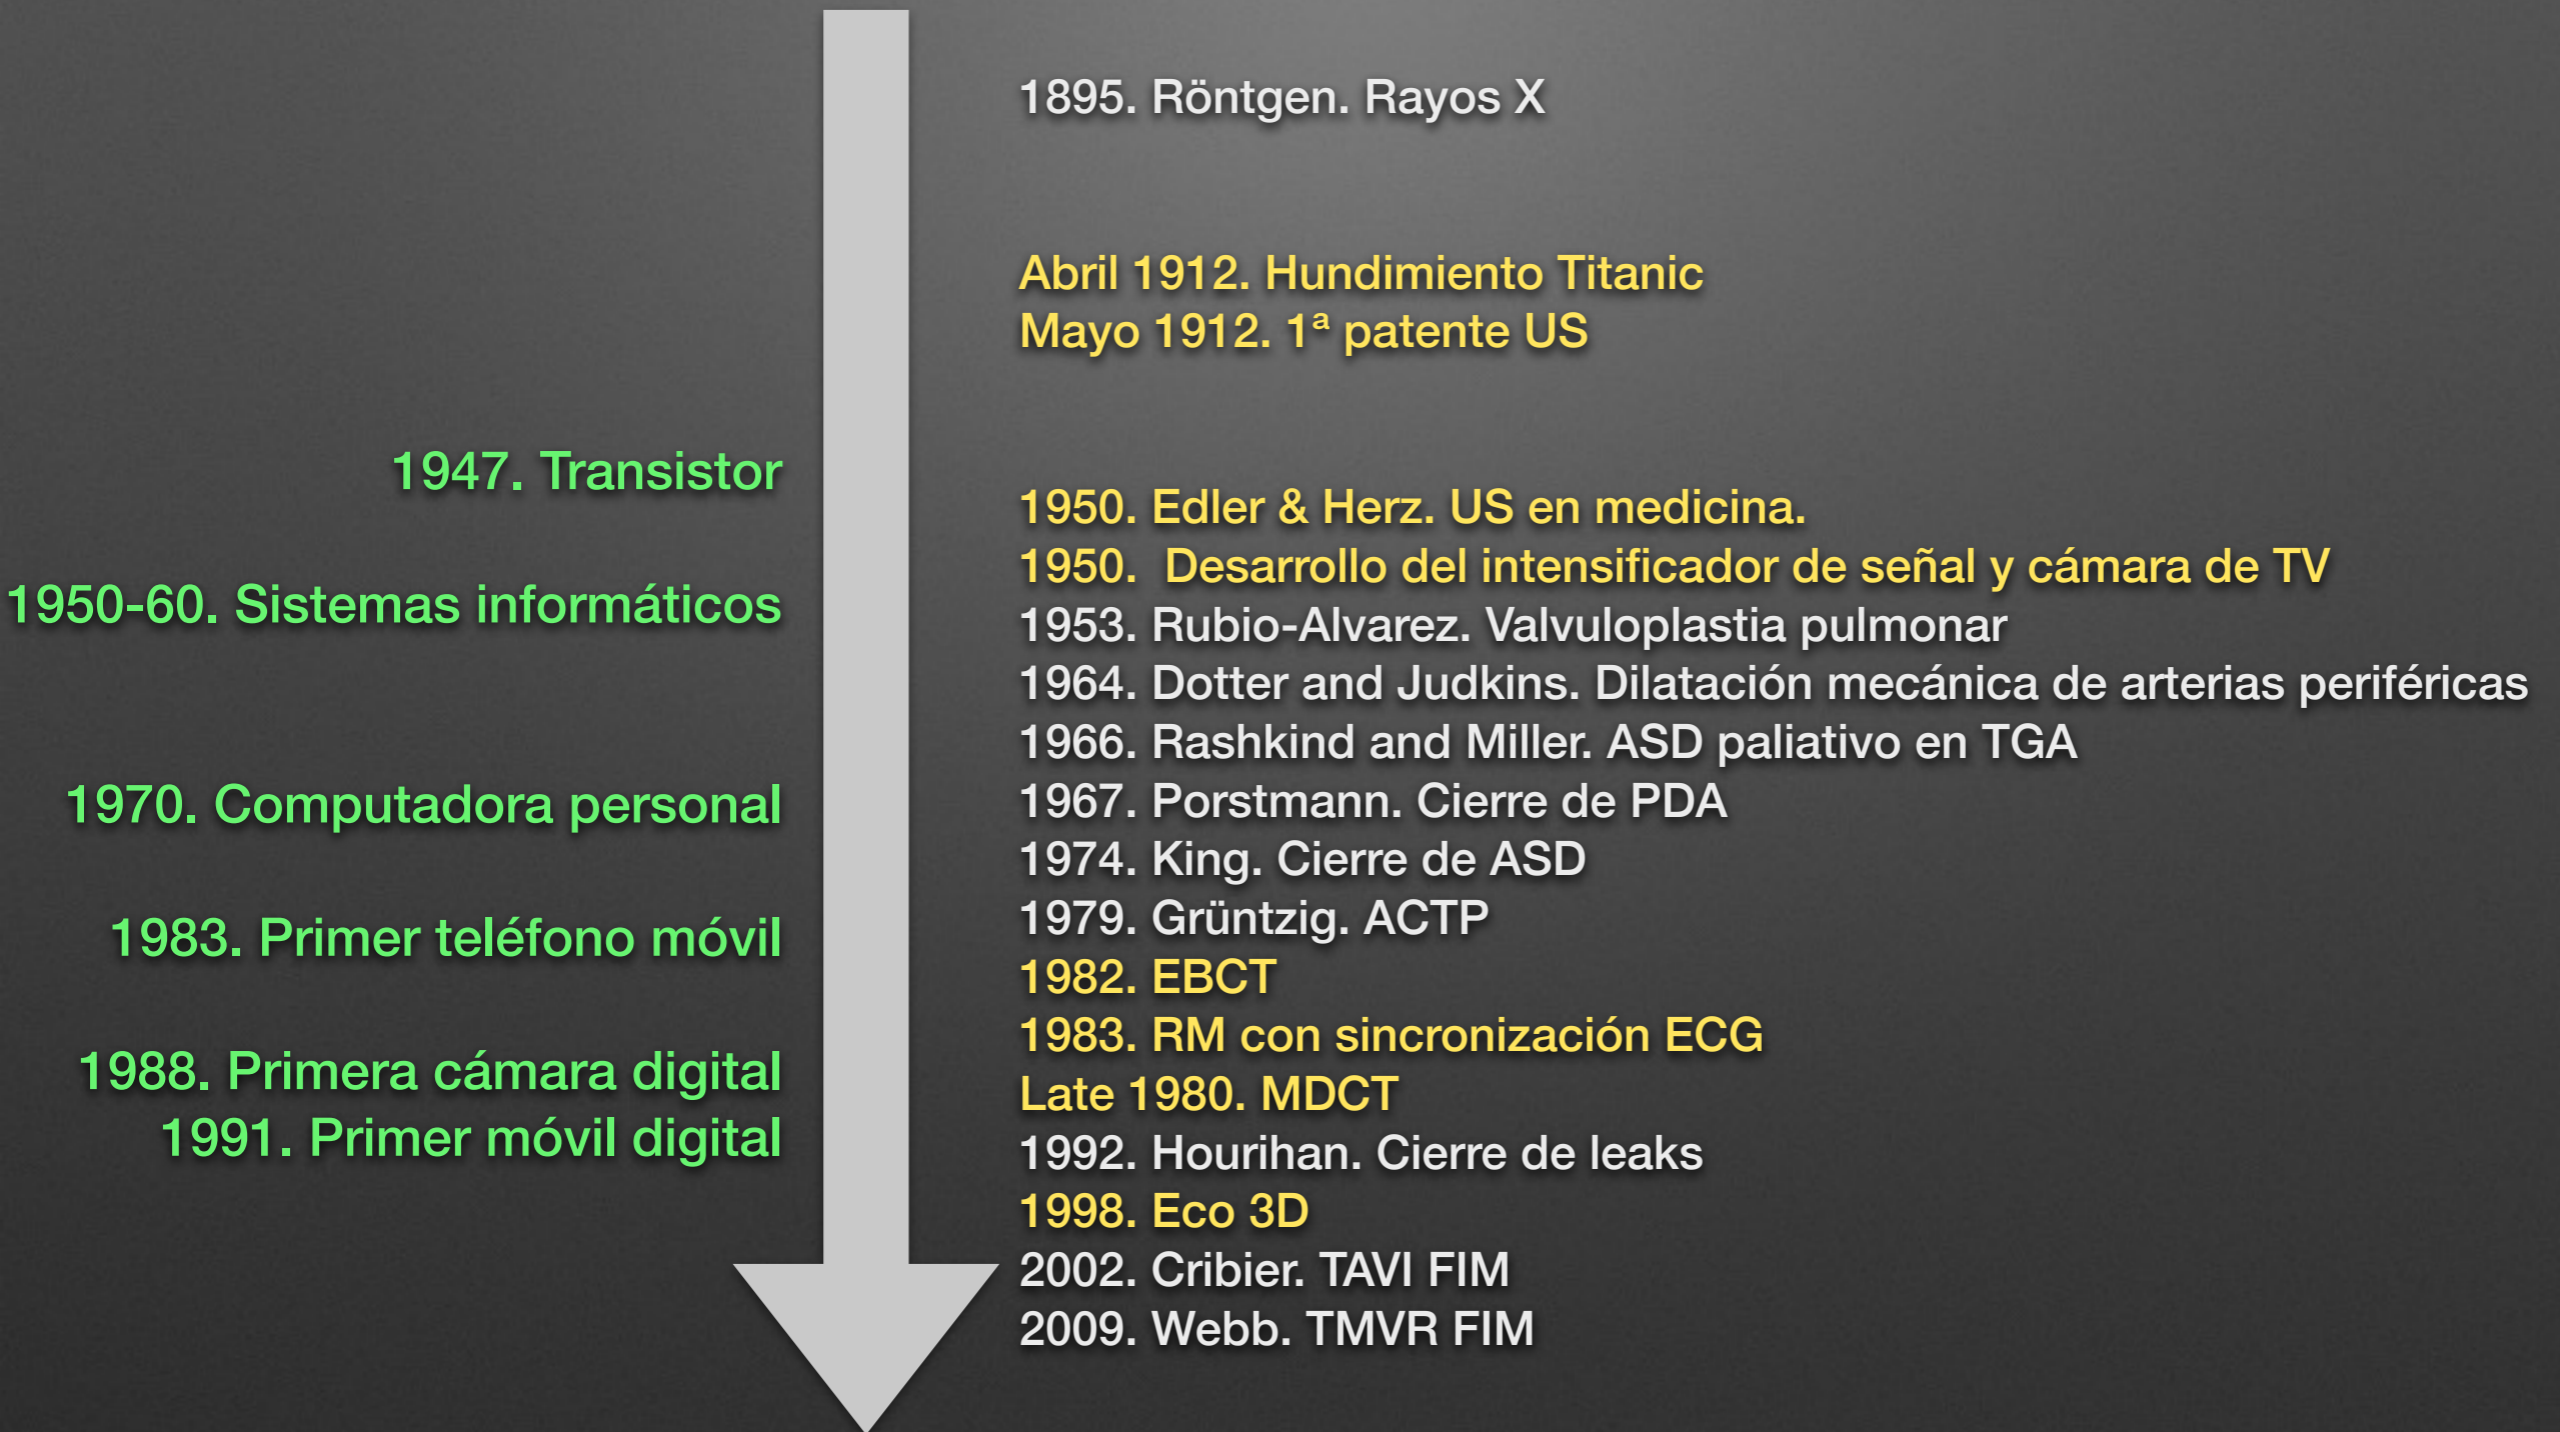 1895. Röntgen. Rayos X
Abril 1912. Hundimiento Titanic
Mayo 1912. 1ª patente US
1947. Transistor
1950-60. Sistemas informáticos
1970. Computadora personal
1983. Primer teléfono móvil
1988. Primera cámara digital
1991. Primer móvil digital
1950. Edler & Herz. US en medicina.
1950. Desarrollo del intensificador de señal y cámara de TV
1953. Rubio-Alvarez. Valvuloplastia pulmonar
1964. Dotter and Judkins. Dilatación mecánica de arterias periféricas
1966. Rashkind and Miller. ASD paliativo en TGA
1967. Porstmann. Cierre de PDA
1974. King. Cierre de ASD
1979. Grüntzig. ACTP
1982. EBCT
1983. RM con sincronización ECG
Late 1980. MDCT
1992. Hourihan. Cierre de leaks
1998. Eco 3D
2002. Cribier. TAVI FIM
2009. Webb. TMVR FIM